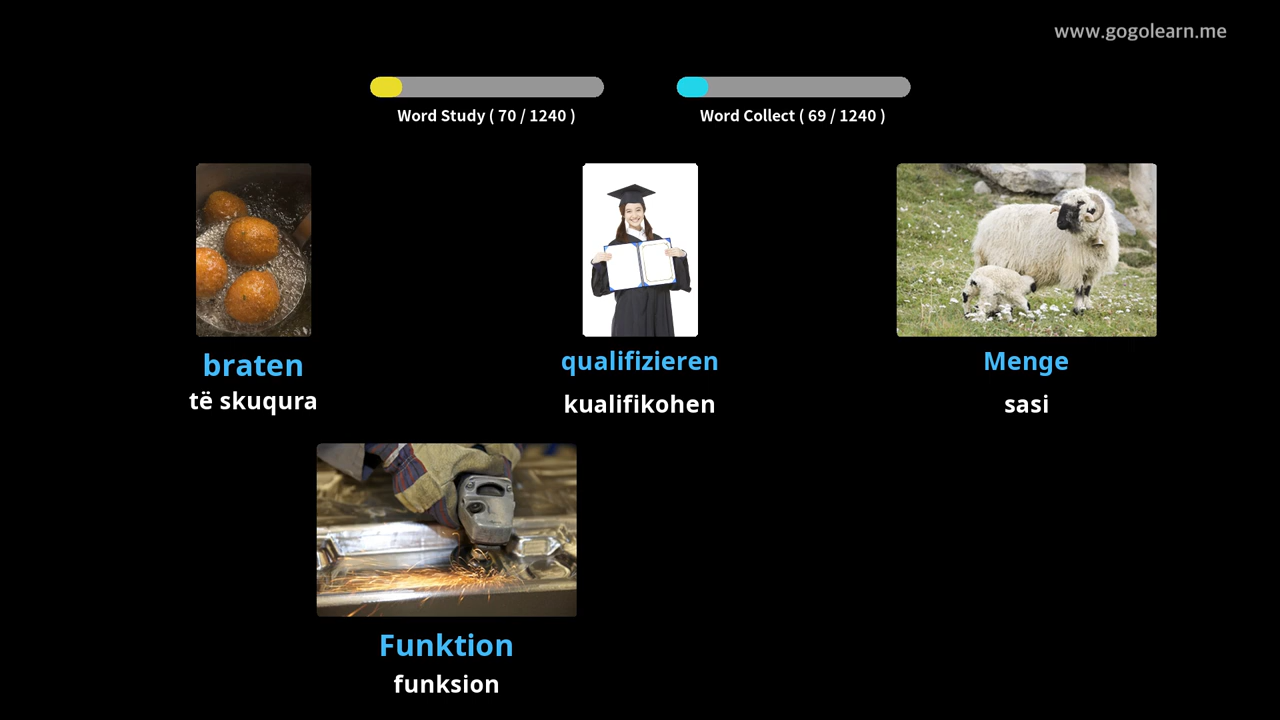 www.gogolearn.me
Word Study ( 70 / 1240 )
Word Collect ( 69 / 1240 )
braten
të skuqura
qualifizieren
kualifikohen
Menge
sasi
Funktion
funksion